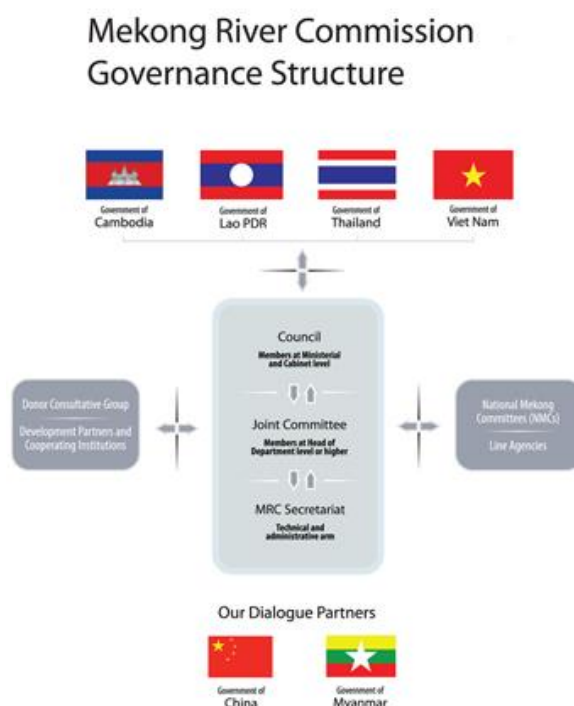 Mekong River Commission
Governance Structure
Government of
Cambodia
Government of
Lao PDR
Government of
Thailand
Government of
Viet Nam
Council
Members at Ministerial
and Cabinet level
Donor Consultative Group
Development Partners and
Cooperating Institutions
Joint Committee
Members at Head of
Department level or higher
National Mekong
Committees (NMCs)
Line Agencies
MRC Secretariat
Technical and
administrative arm
Our Dialogue Partners
Government of
China
Government of
Myanmar